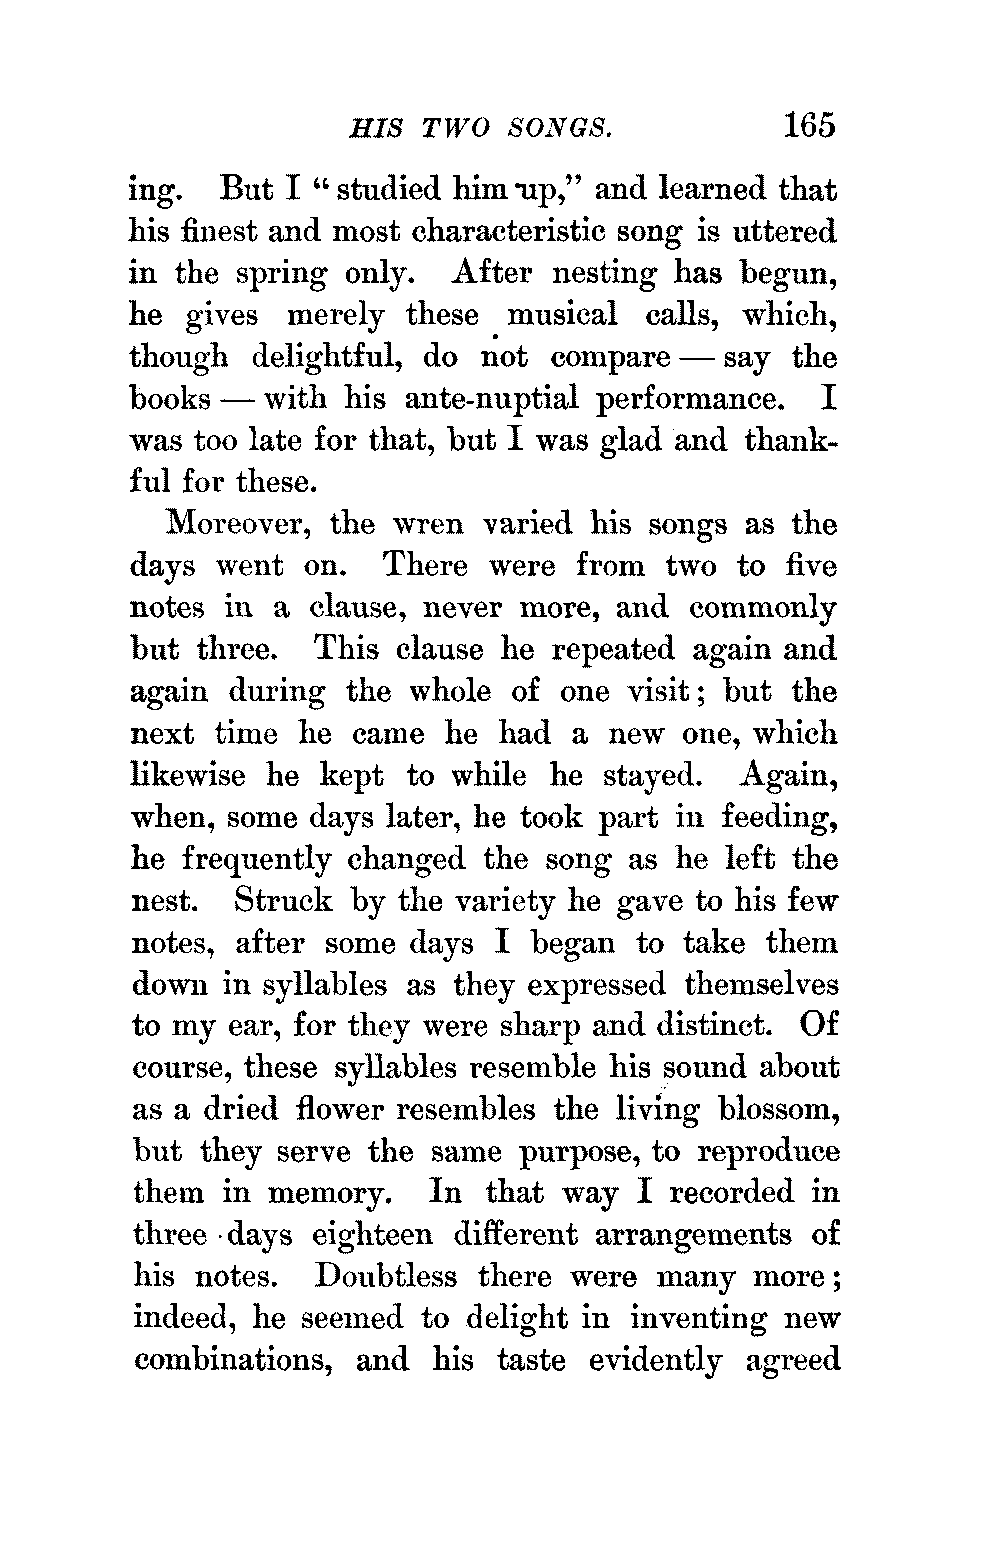 HIS TWO SONGS. 165
ing. But I “ studied him up,” and learned that
his finest and most characteristic song is uttered
in the spring only. After nesting has begun,
he gives merely these musical calls, which,
though delightful, do not compare — say the
books — with his ante-nuptial performance. I
was too late for that, but I was glad and thank-
ful for these.
Moreover, the wren varied his songs as the
days went on. There were from two to five
notes in a clause, never more, and commonly
but three. This clause he repeated again and
again during the whole of one visit; but the
next time he came he had a new one, which
likewise he kept to while he stayed. Again,
when, some days later, he took part in feeding,
he frequently changed the song as he left the
nest. Struck by the variety he gave to his few
notes, after some days I began to take them
down in syllables as they expressed themselves
to my ear, for they were sharp and distinct. Of
course, these syllables resemble his sound about
as a dried flower resembles the living blossom,
but they serve the same purpose, to reproduce
them in memory. In that way I recorded in
three days eighteen different arrangements of
his notes. Doubtless there were many more;
indeed, he seemed to delight in inventing new
combinations, and his taste evidently agreed